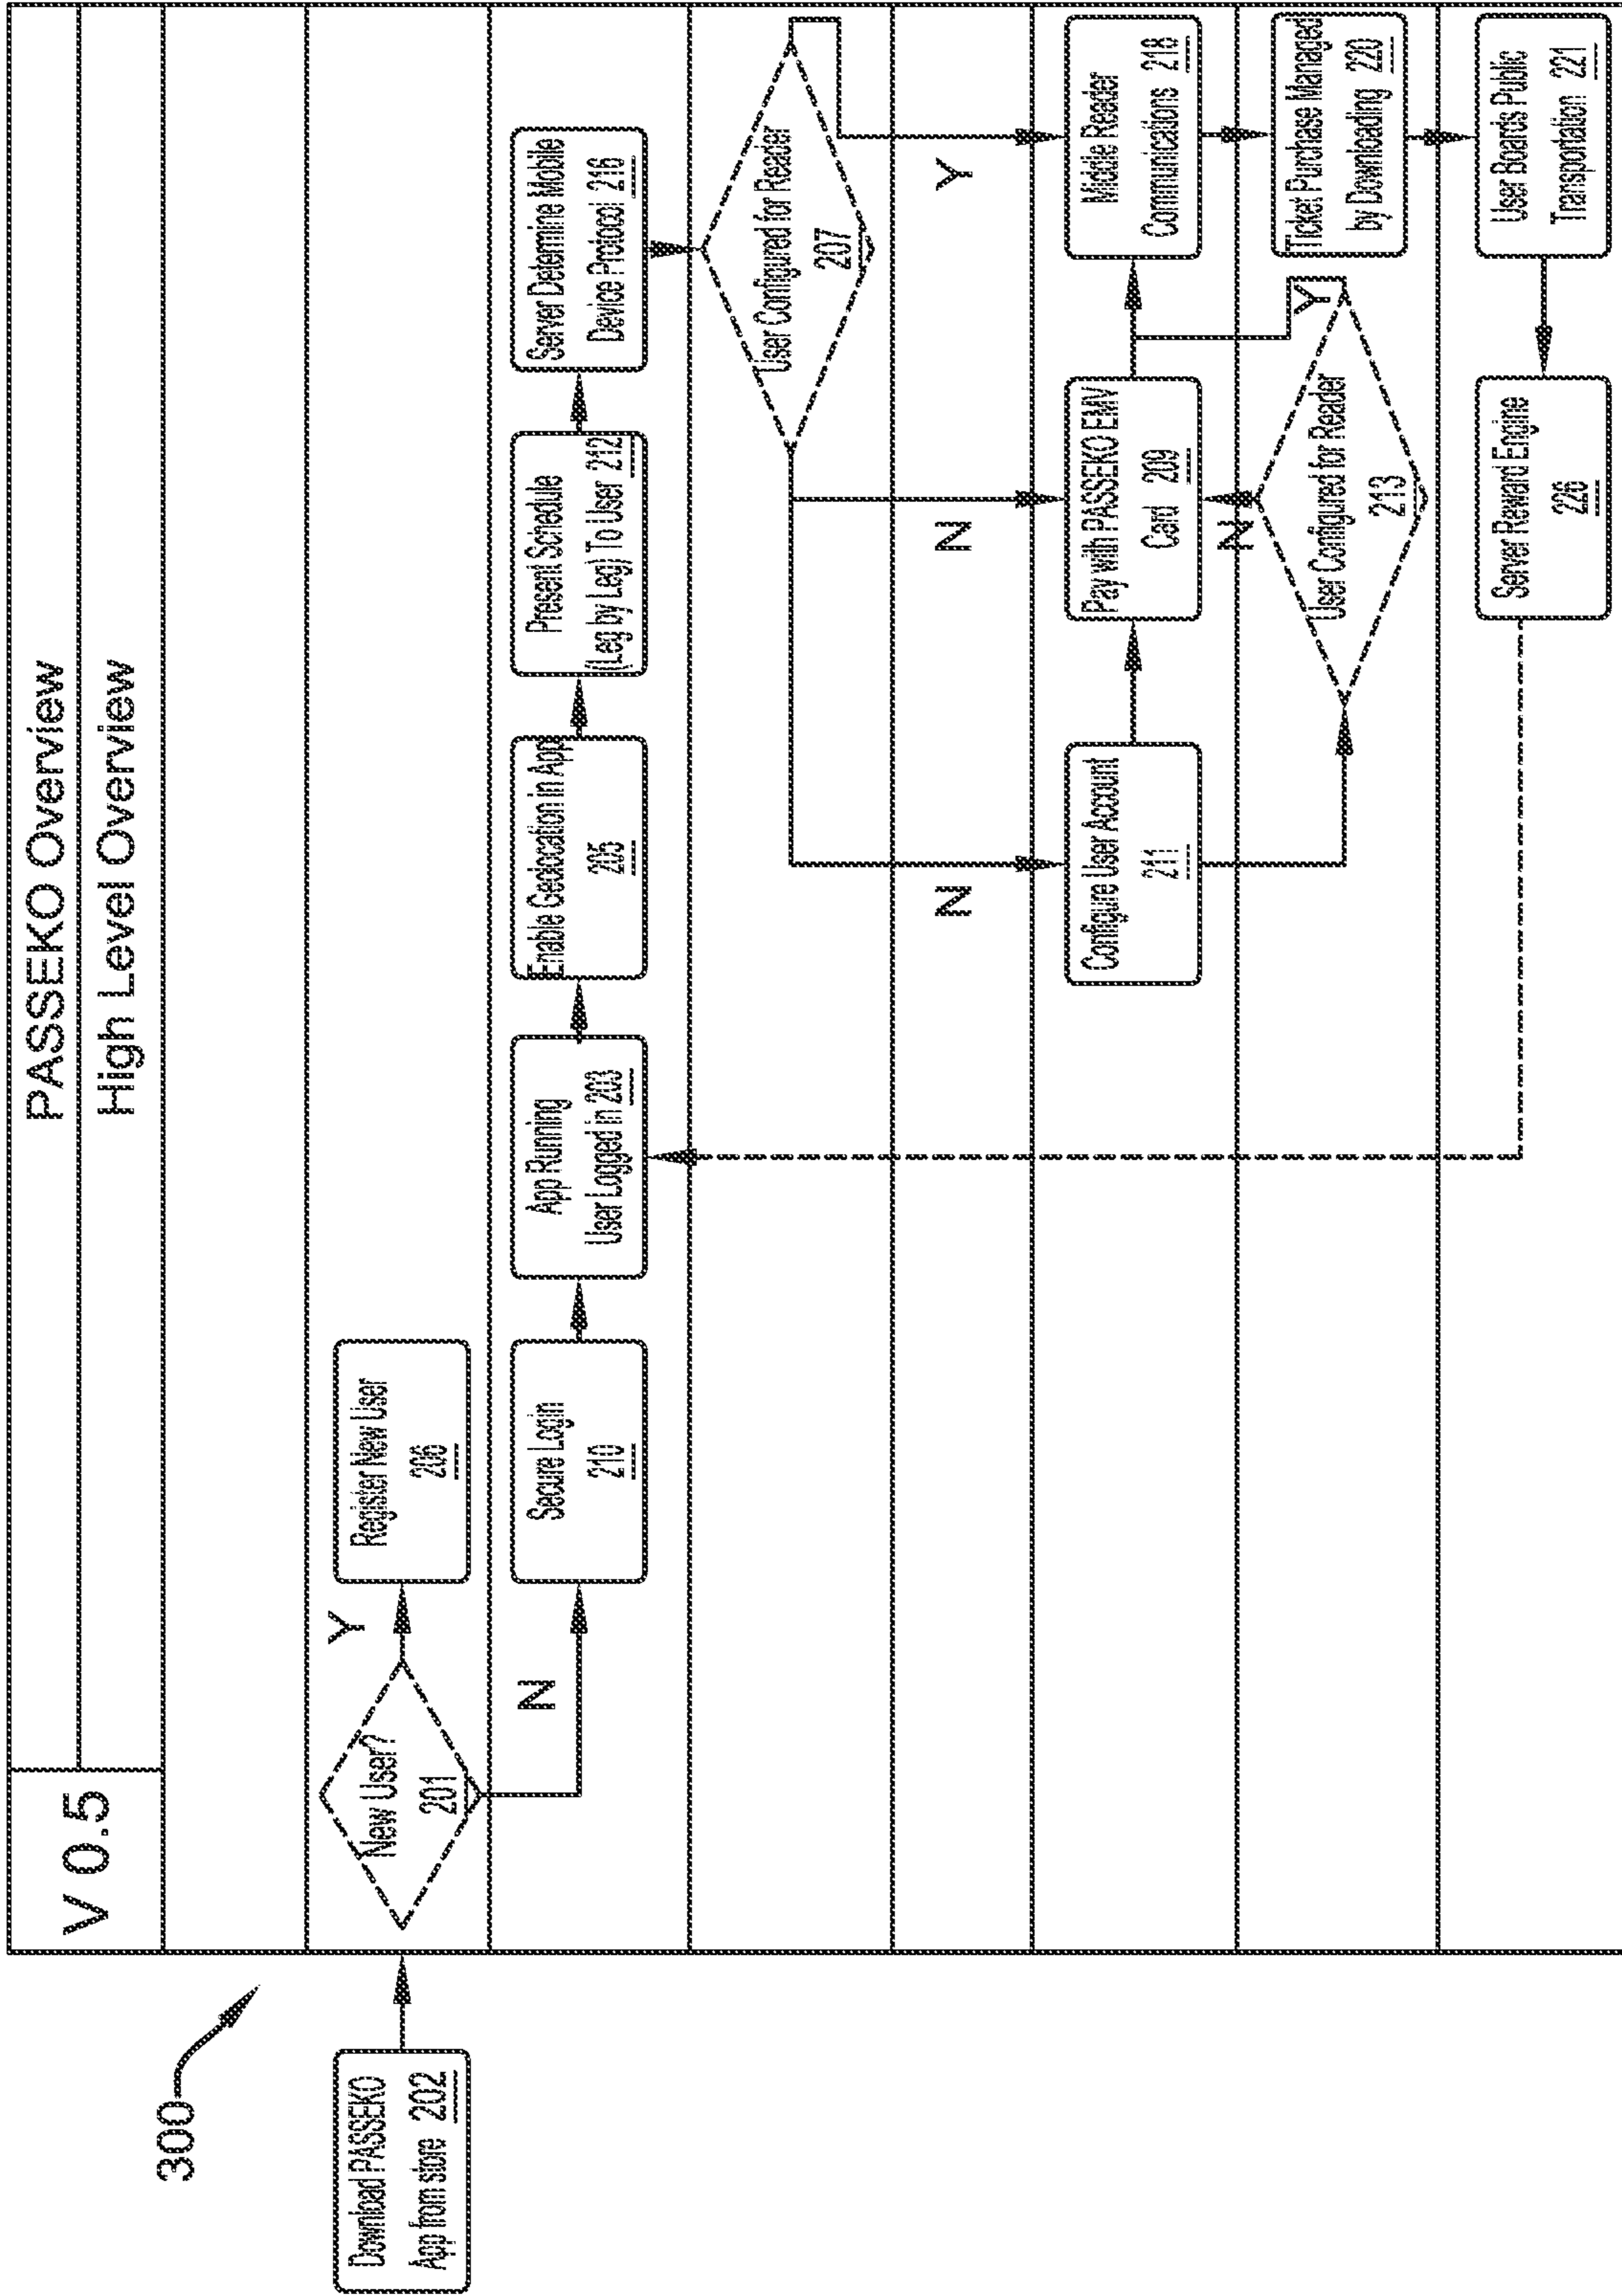 V 0.5
PASSEKO Overview
High Level Overview
300
Download PASSEKO
App from store 202
New User?
201
Y
Register New User
206
N
Secure Login
210
App Running
User Logged in 203
Enable Geolocation in App
205
Present Schedule
(Leg by Leg) To User 212
Server Determine Mobile
Device Protocol 216
User Configured for Reader
207
N
N
Y
Configure User Account
211
Pay with PASSEKO EMV
Card 209
Middle Reader
Communications 218
N
User Configured for Reader
213
Y
Ticket Purchase Managed
by Downloading 220
Server Reward Engine
226
User Boards Public
Transportation 221